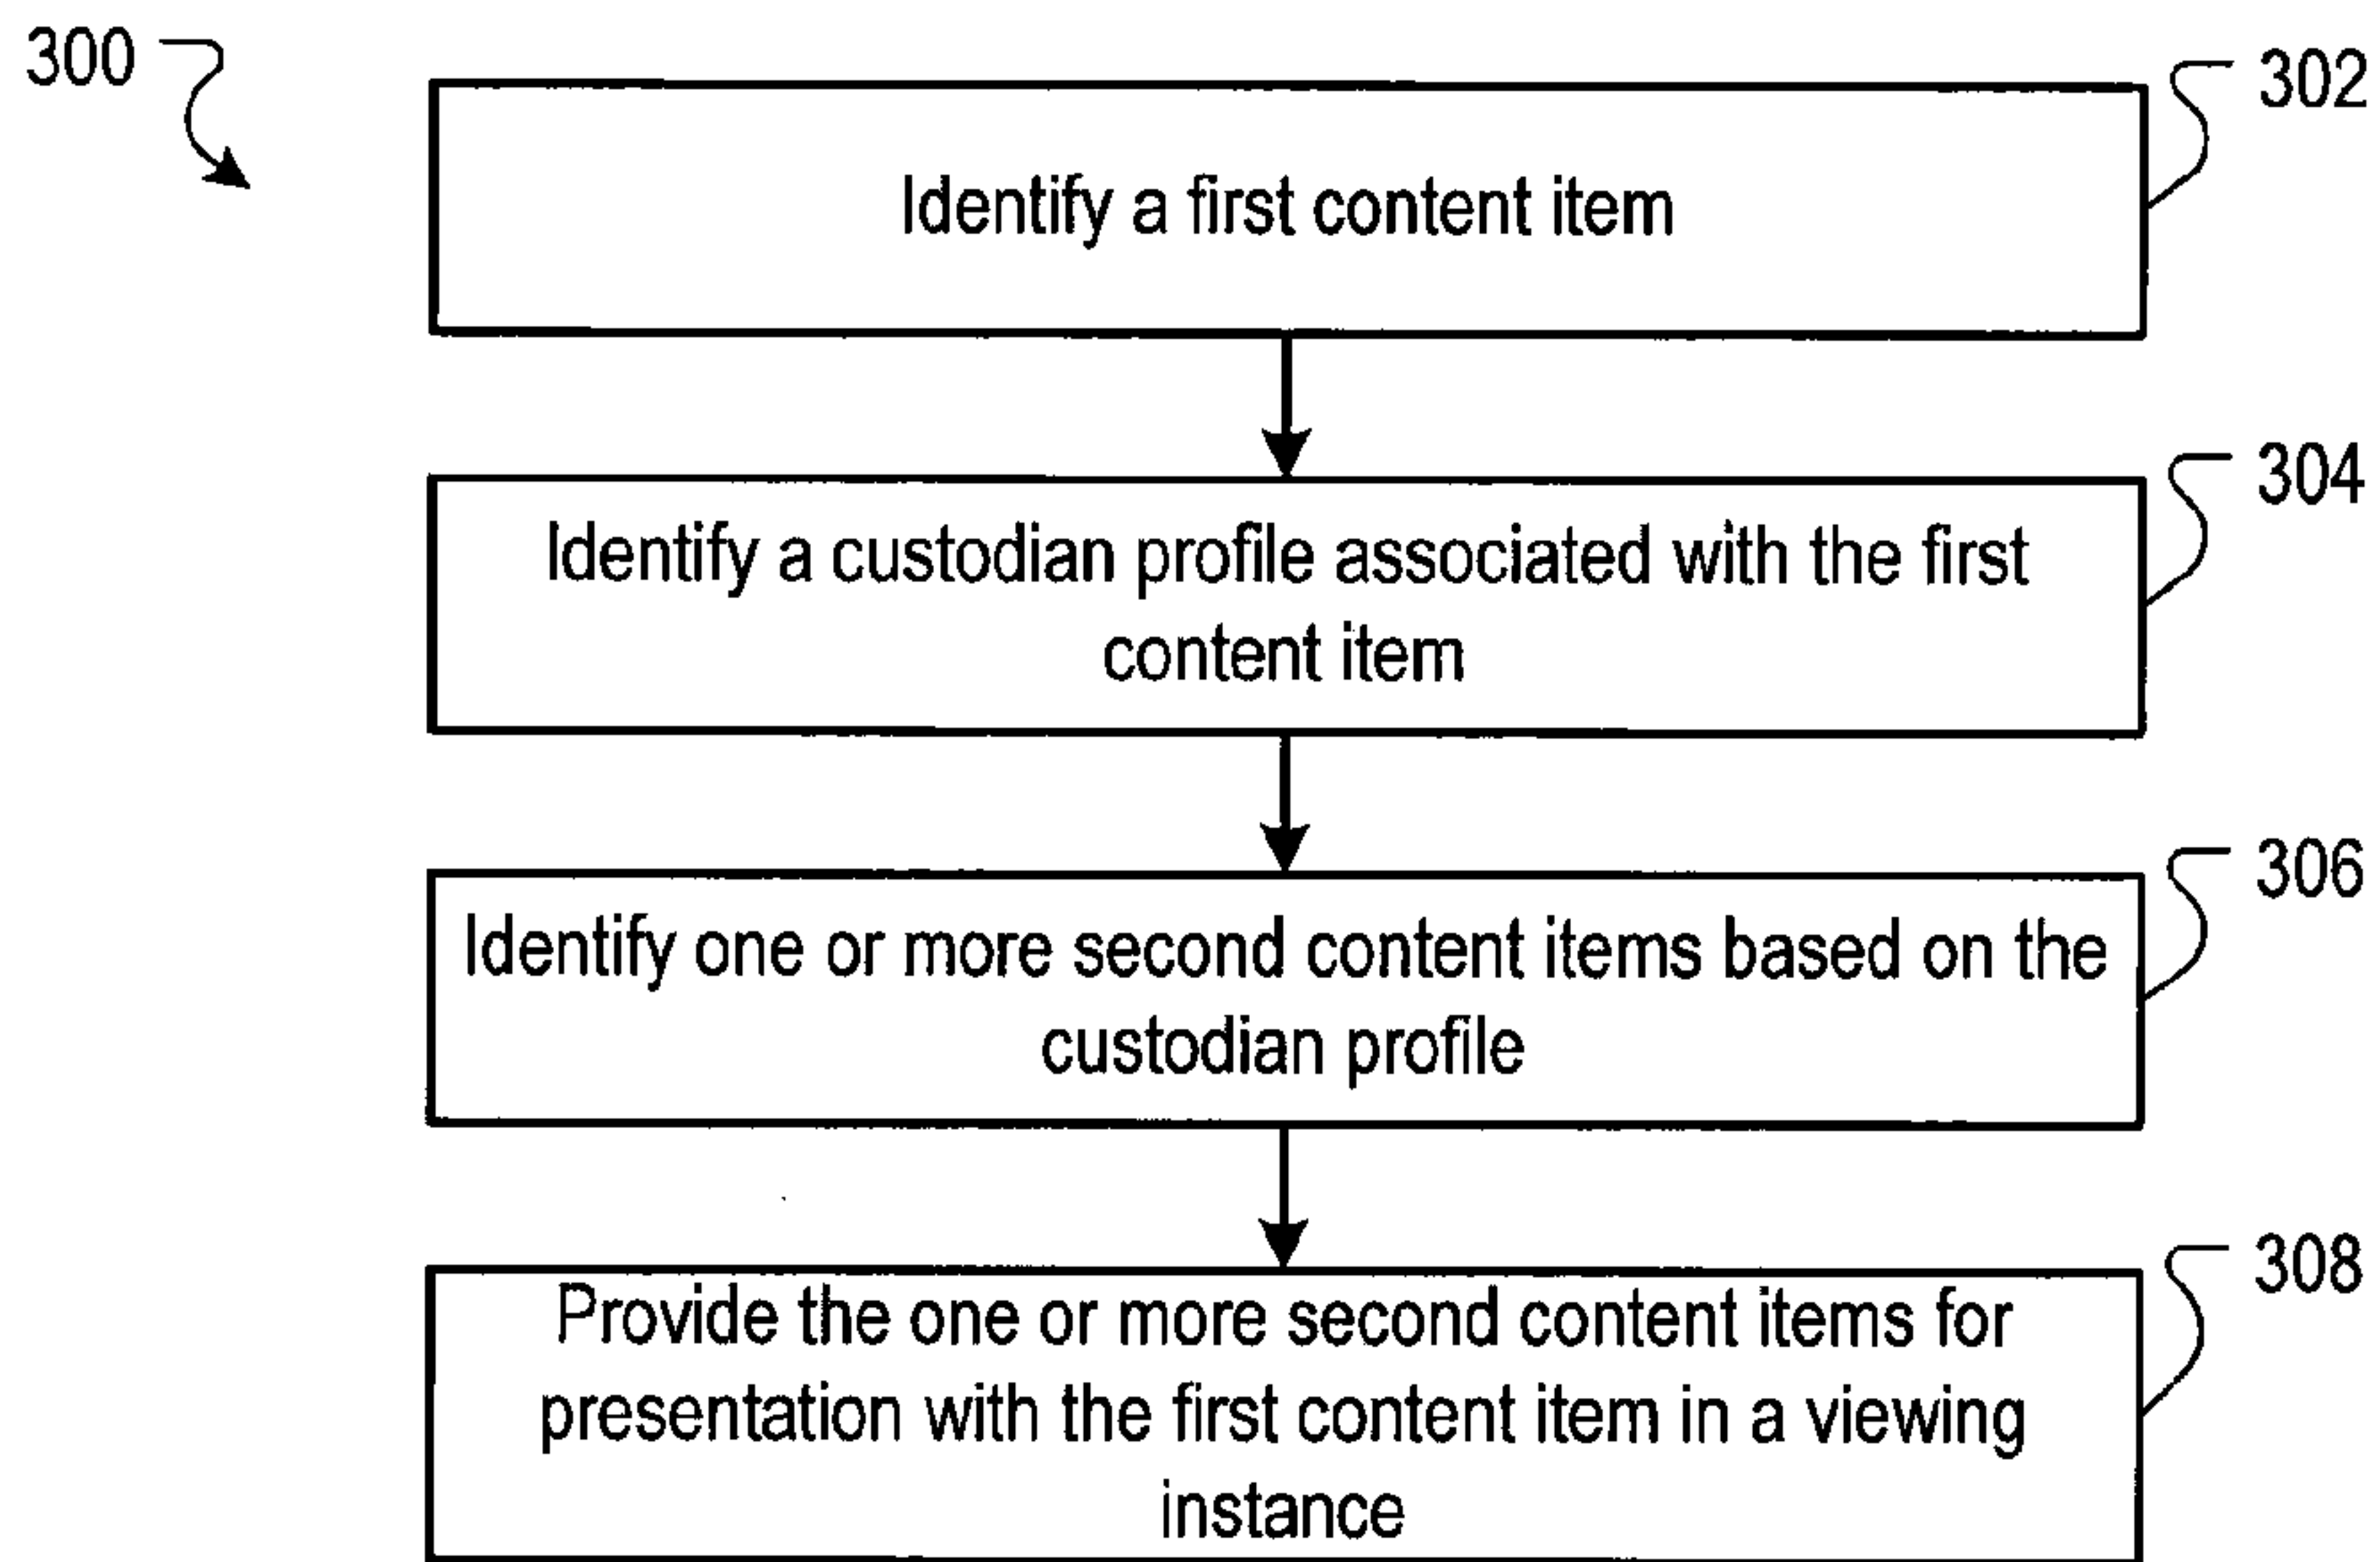 300
302
Identify a first content item
304
Identify a custodian profile associated with the first
content item
306
Identify one or more second content items based on the
custodian profile
308
Provide the one or more second content items for
presentation with the first content item in a viewing
instance